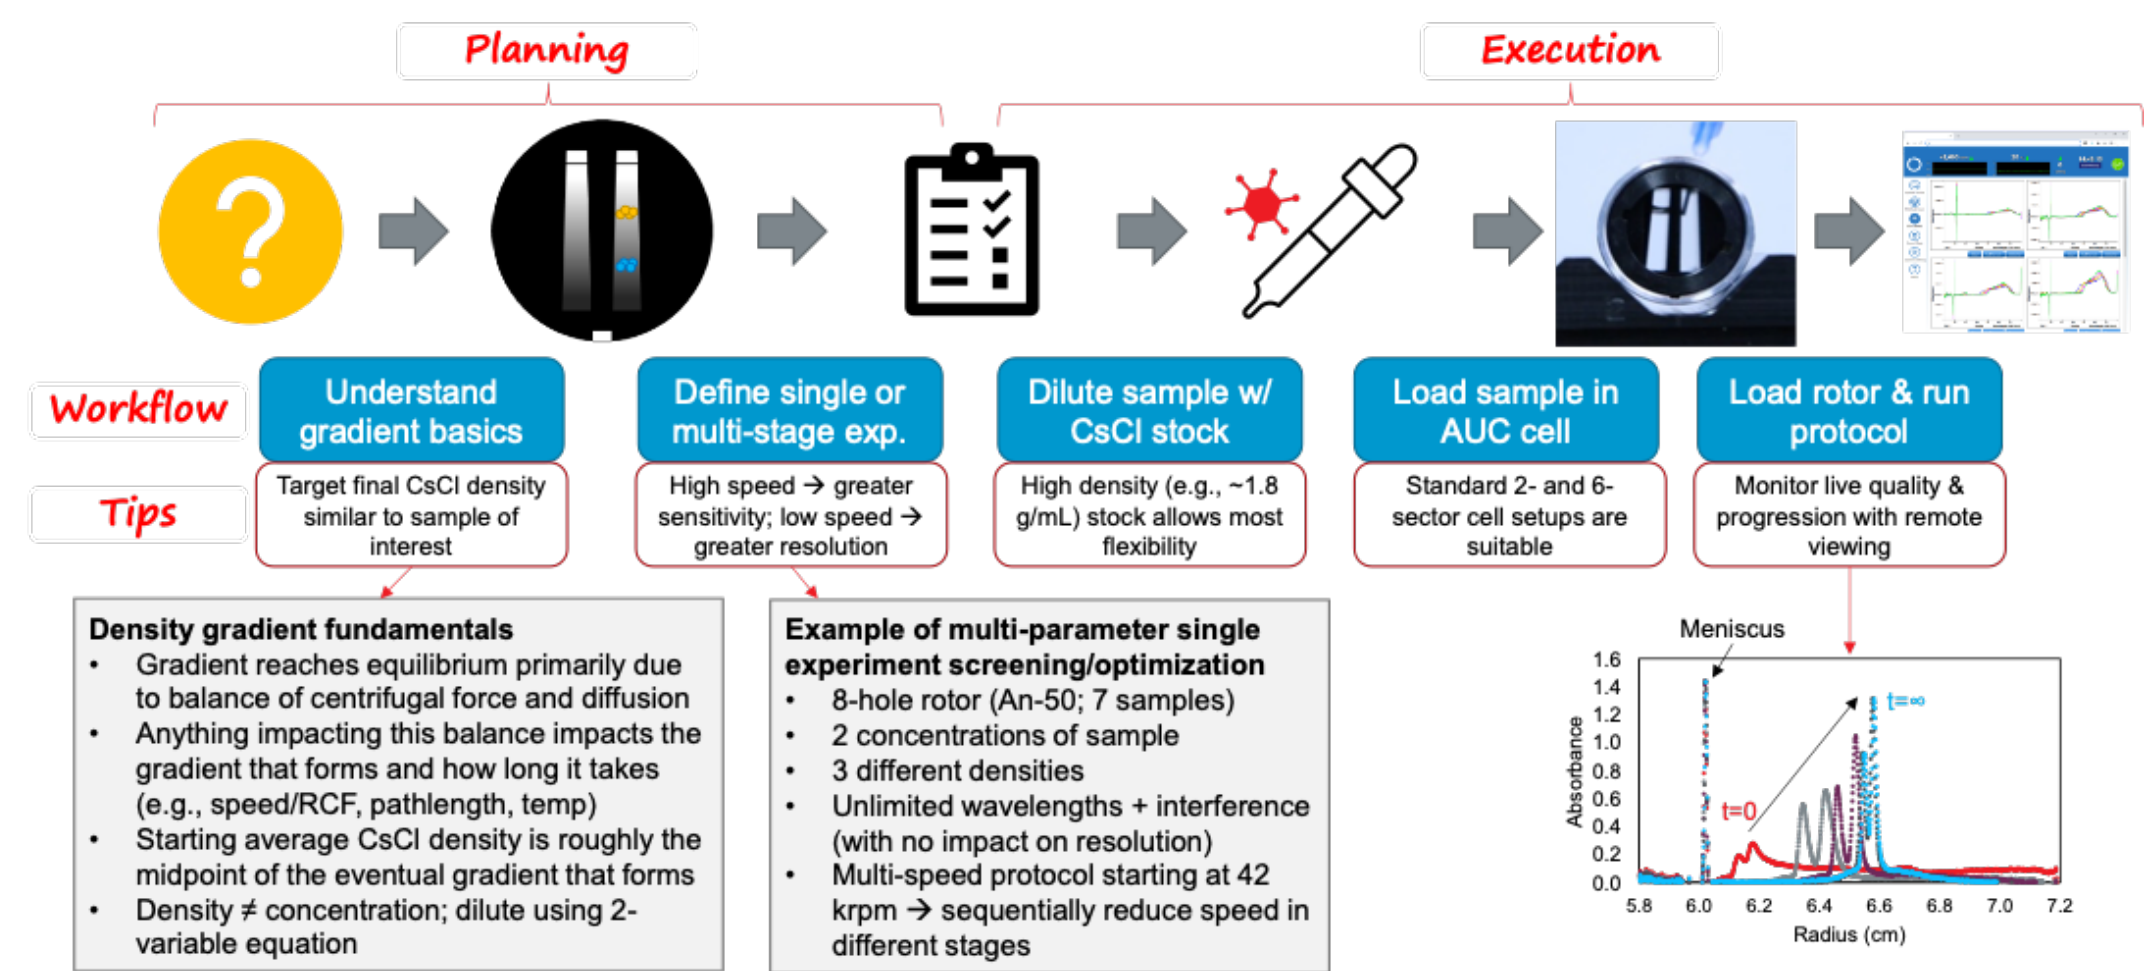 Planning
Execution
Workflow
Understand
gradient basics
Define single or
multi-stage exp.
Dilute sample w/
CsCl stock
Load sample in
AUC cell
Load rotor & run
protocol
Tips
Target final CsCl density
similar to sample of
interest
High speed → greater
sensitivity; low speed →
greater resolution
High density (e.g., ~1.8
g/mL) stock allows most
flexibility
Standard 2- and 6-
sector cell setups are
suitable
Monitor live quality &
progression with remote
viewing
Density gradient fundamentals
• Gradient reaches equilibrium primarily due
to balance of centrifugal force and diffusion
• Anything impacting this balance impacts the
gradient that forms and how long it takes
(e.g., speed/RCF, pathlength, temp)
• Starting average CsCl density is roughly the
midpoint of the eventual gradient that forms
• Density ≠ concentration; dilute using 2-
variable equation
Example of multi-parameter single
experiment screening/optimization
• 8-hole rotor (An-50; 7 samples)
• 2 concentrations of sample
• 3 different densities
• Unlimited wavelengths + interference
(with no impact on resolution)
• Multi-speed protocol starting at 42
krpm → sequentially reduce speed in
different stages
Meniscus
1.6
1.4
1.2
1.0
0.8
0.6
0.4
0.2
0.0
Absorbance
t=∞
t=0
5.8 6.0 6.2 6.4 6.6 6.8 7.0 7.2
Radius (cm)